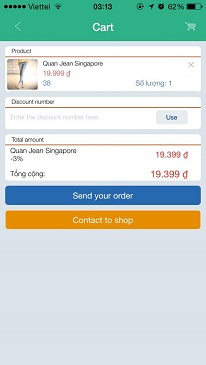 Viettel 03:13 62%
Cart
Product
Quan Jean Singapore
19.999 ₫
38 Số lượng: 1
Discount number
Enter the discount number here. Use
Total amount
Quan Jean Singapore
-3% 19.399 ₫
Tổng cộng: 19.399 ₫
Send your order
Contact to shop